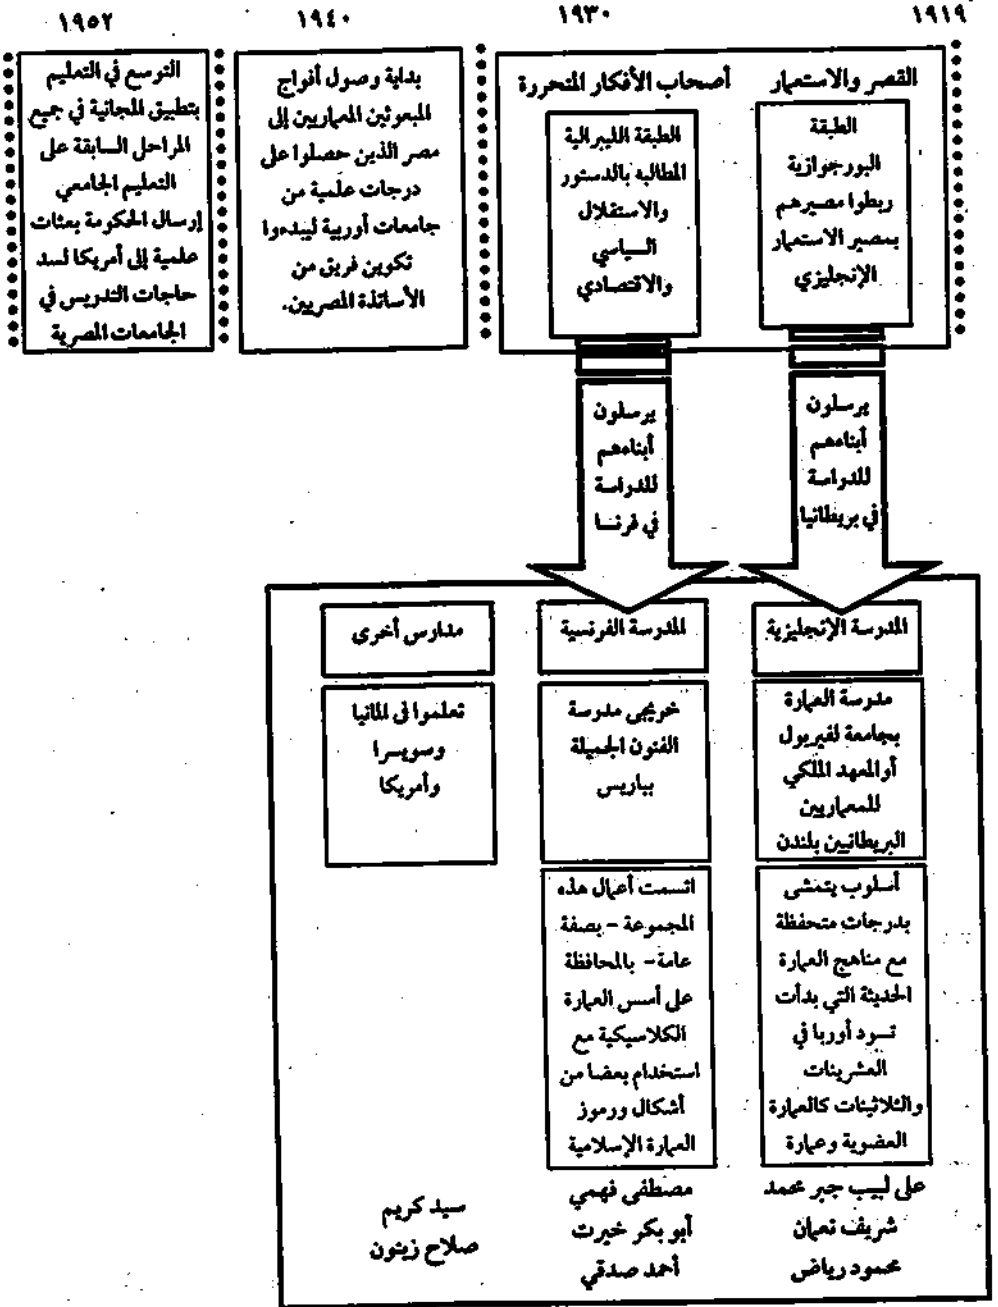 ١٩١٩
١٩٣٠
١٩٤٠
١٩٥٢
القصر والاستعمار
الطبقة
البورجوازية
ربطوا مصيرهم
بمصير الاستعمار
الإنجليزي
أصحاب الأفكار المتحررة
الطبقة الليبرالية
المطالبة بالدستور
والاستقلال
السياسي
والاقتصادي
بداية وصول أفواج
المبعوثين المعماريين إلى
مصر الذين حصلوا على
درجات علمية من
جامعات أوربية ليبدءوا
تكوين فريق من
الأساتذة المصريين.
التوسع في التعليم
بتطبيق المجانية في جميع
المراحل السابقة على
التعليم الجامعي
إرسال الحكومة بعثات
علمية إلى أمريكا لسد
حاجات التدريس في
الجامعات المصرية
يرسلون
أبناءهم
للدراسة
في بريطانيا
يرسلون
أبناءهم
للدراسة
في فرنسا
المدرسة الإنجليزية
مدرسة العمارة
بجامعة لفيربول
أو المعهد الملكي
للمعماريين
البريطانيين بلندن
أسلوب يتمشى
بدرجات متحفظة
مع مناهج العمارة
الحديثة التي بدأت
تسود أوربا في
العشرينات
والثلاثينات كالعمارة
العضوية وعمارة
على لبيب جبر محمد
شريف نعمان
محمود رياض
المدرسة الفرنسية
خريجى مدرسة
الفنون الجميلة
بباريس
اتسمت أعمال هذه
المجموعة – بصفة
عامة– بالمحافظة
على أسس العمارة
الكلاسيكية مع
استخدام بعضا من
أشكال ورموز
العمارة الإسلامية
مصطفى فهمي
أبو بكر خيرت
أحمد صدقي
مدارس أخرى
تعلموا فى المانيا
وسويسرا
وأمريكا
سيد كريم
صلاح زيتون